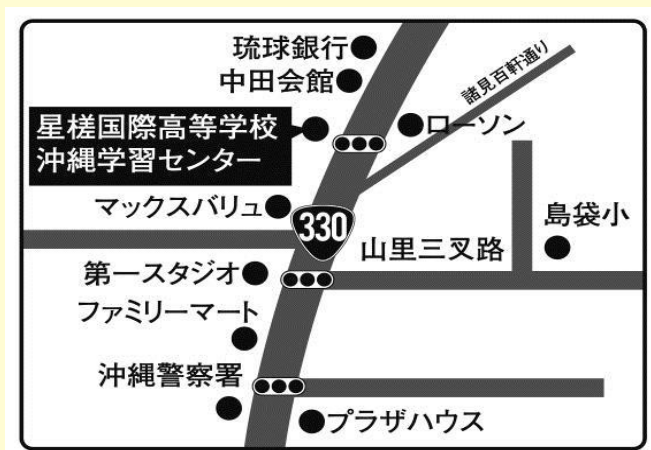 琉球銀行
中田会館
諸見百軒通り
星槎国際高等学校
沖縄学習センター
ローソン
マックスバリュ
330
山里三叉路
島袋小
第一スタジオ
ファミリーマート
沖縄警察署
プラザハウス